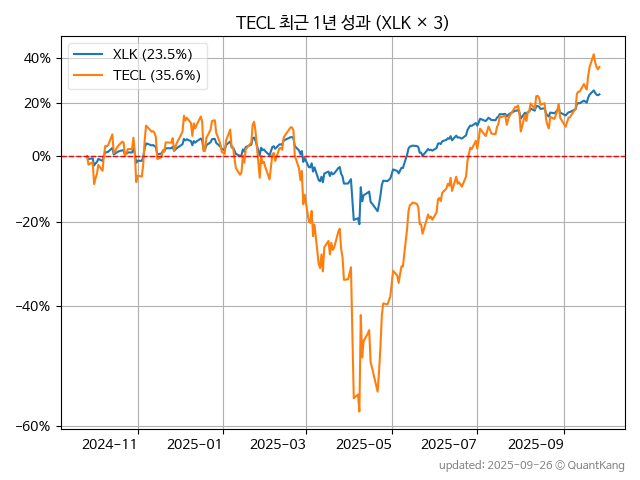 TECL 최근 1년 성과 (XLK × 3)
XLK (23.5%)
TECL (35.6%)
40%
20%
0%
−20%
−40%
−60%
2024-11 2025-01 2025-03 2025-05 2025-07 2025-09
updated: 2025-09-26 © QuantKang